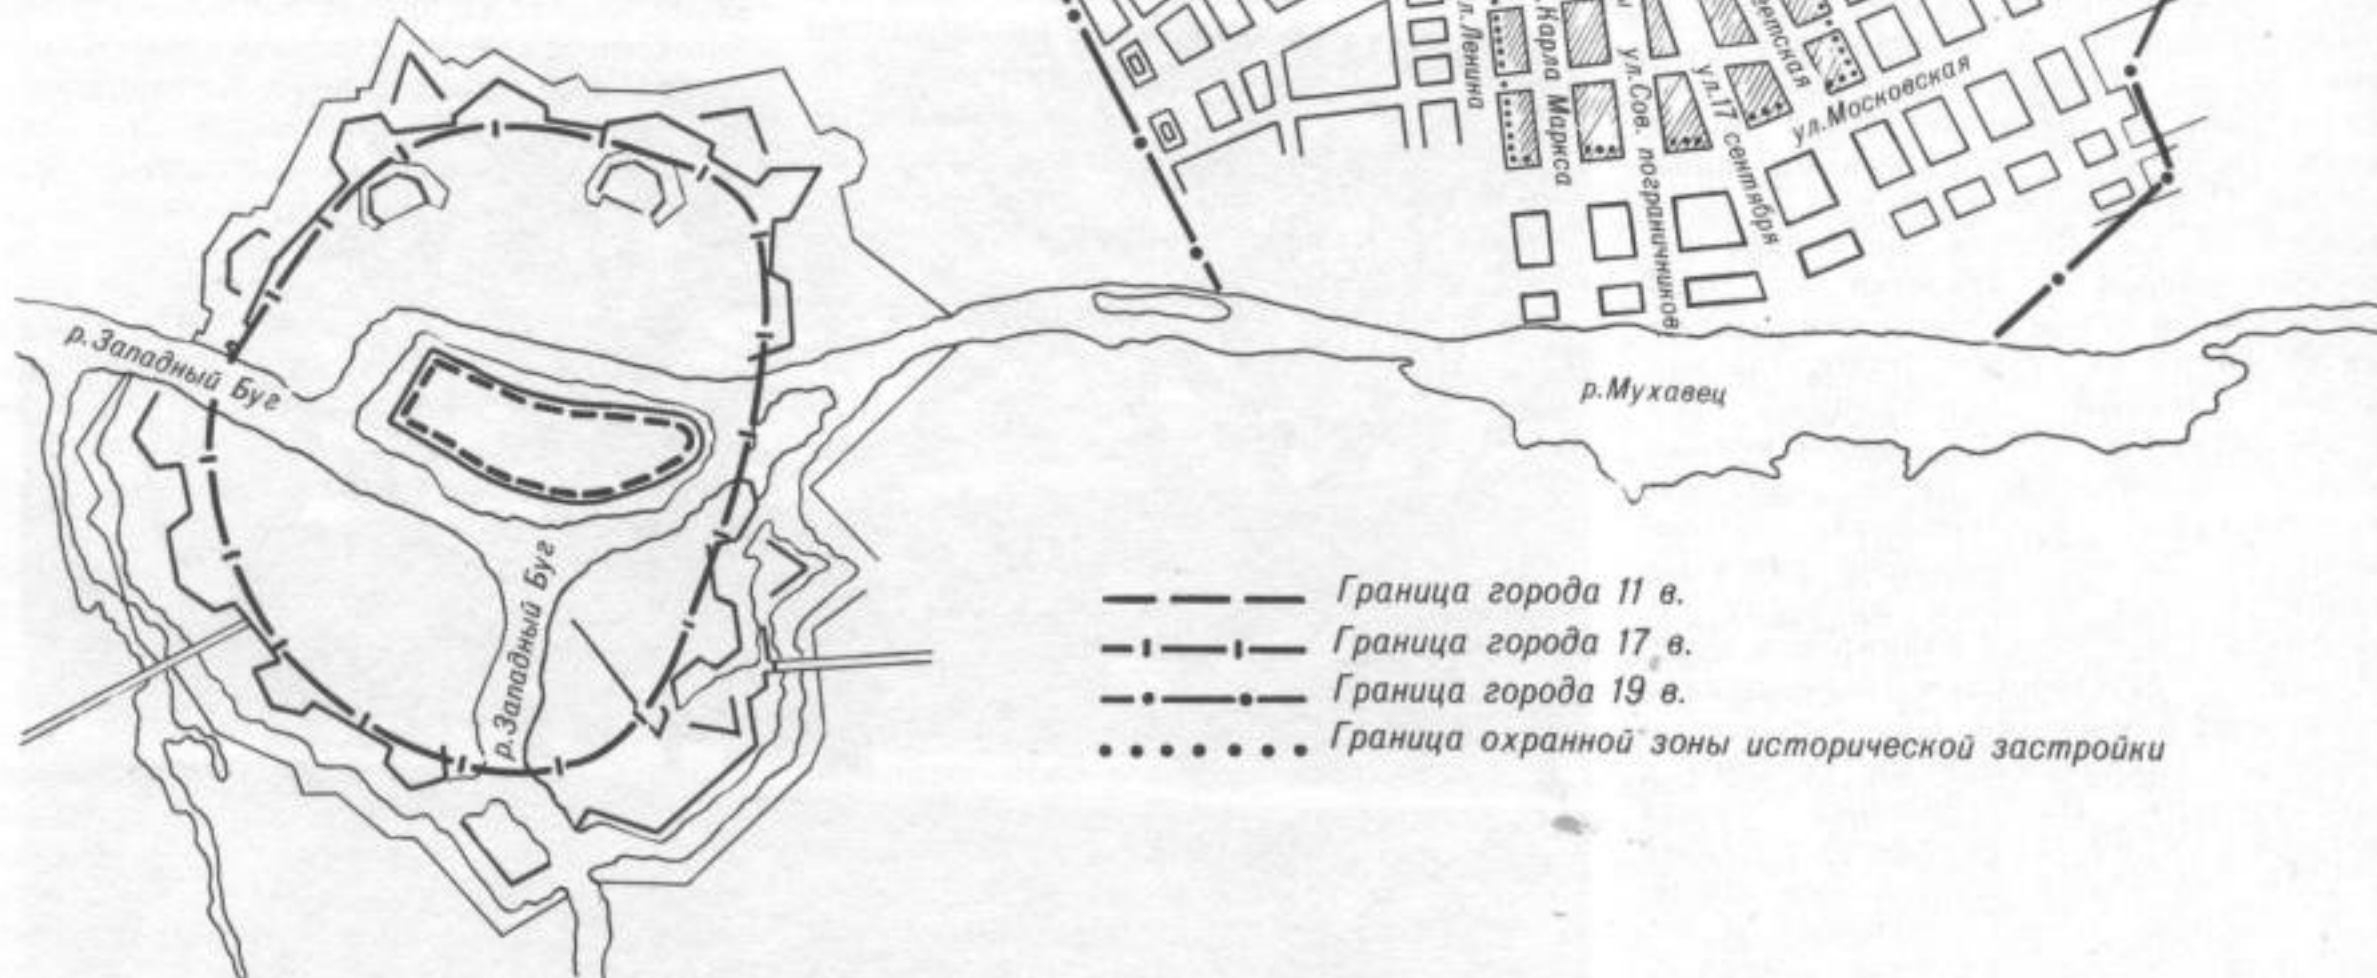 ул.Ленина
Карла Маркса
ул.Сов. пограничников
ул.17 сентября
ул.Московская
р.Западный Буг
р.Мухавец
р.Западный Буг
Граница города 11 в.
Граница города 17 в.
Граница города 19 в.
Граница охранной зоны исторической застройки